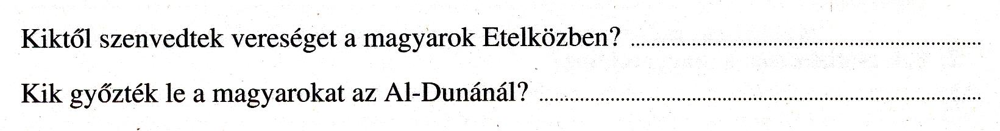 Kiktől szenvedtek vereséget a magyarok Etelközben? ..............................................................
Kik győzték le a magyarokat az Al-Dunánál? ..............................................................................